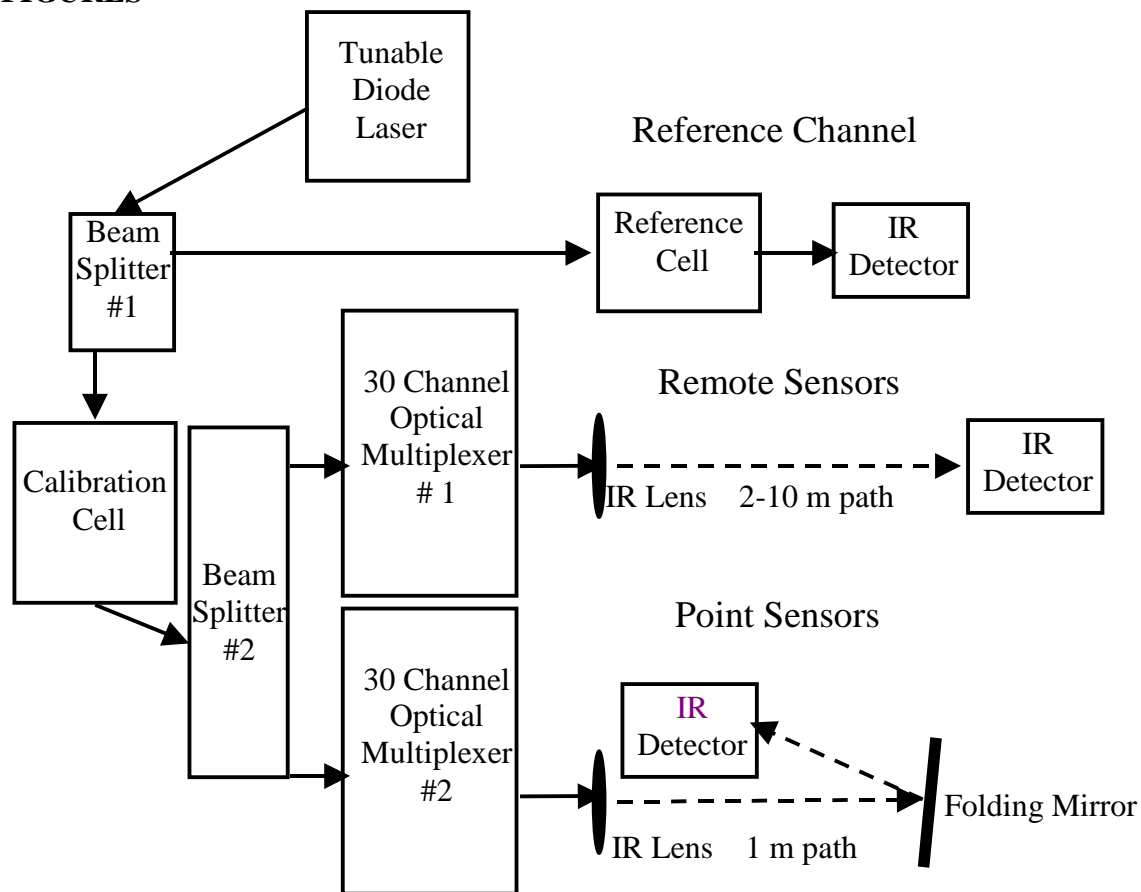 FIGURES
Tunable
Diode
Laser
Reference Channel
Beam
Splitter
#1
Reference
Cell
IR
Detector
30 Channel
Optical
Multiplexer
# 1
Remote Sensors
IR
Detector
IR Lens 2-10 m path
Calibration
Cell
Beam
Splitter
#2
Point Sensors
30 Channel
Optical
Multiplexer
#2
IR
Detector
Folding Mirror
IR Lens 1 m path